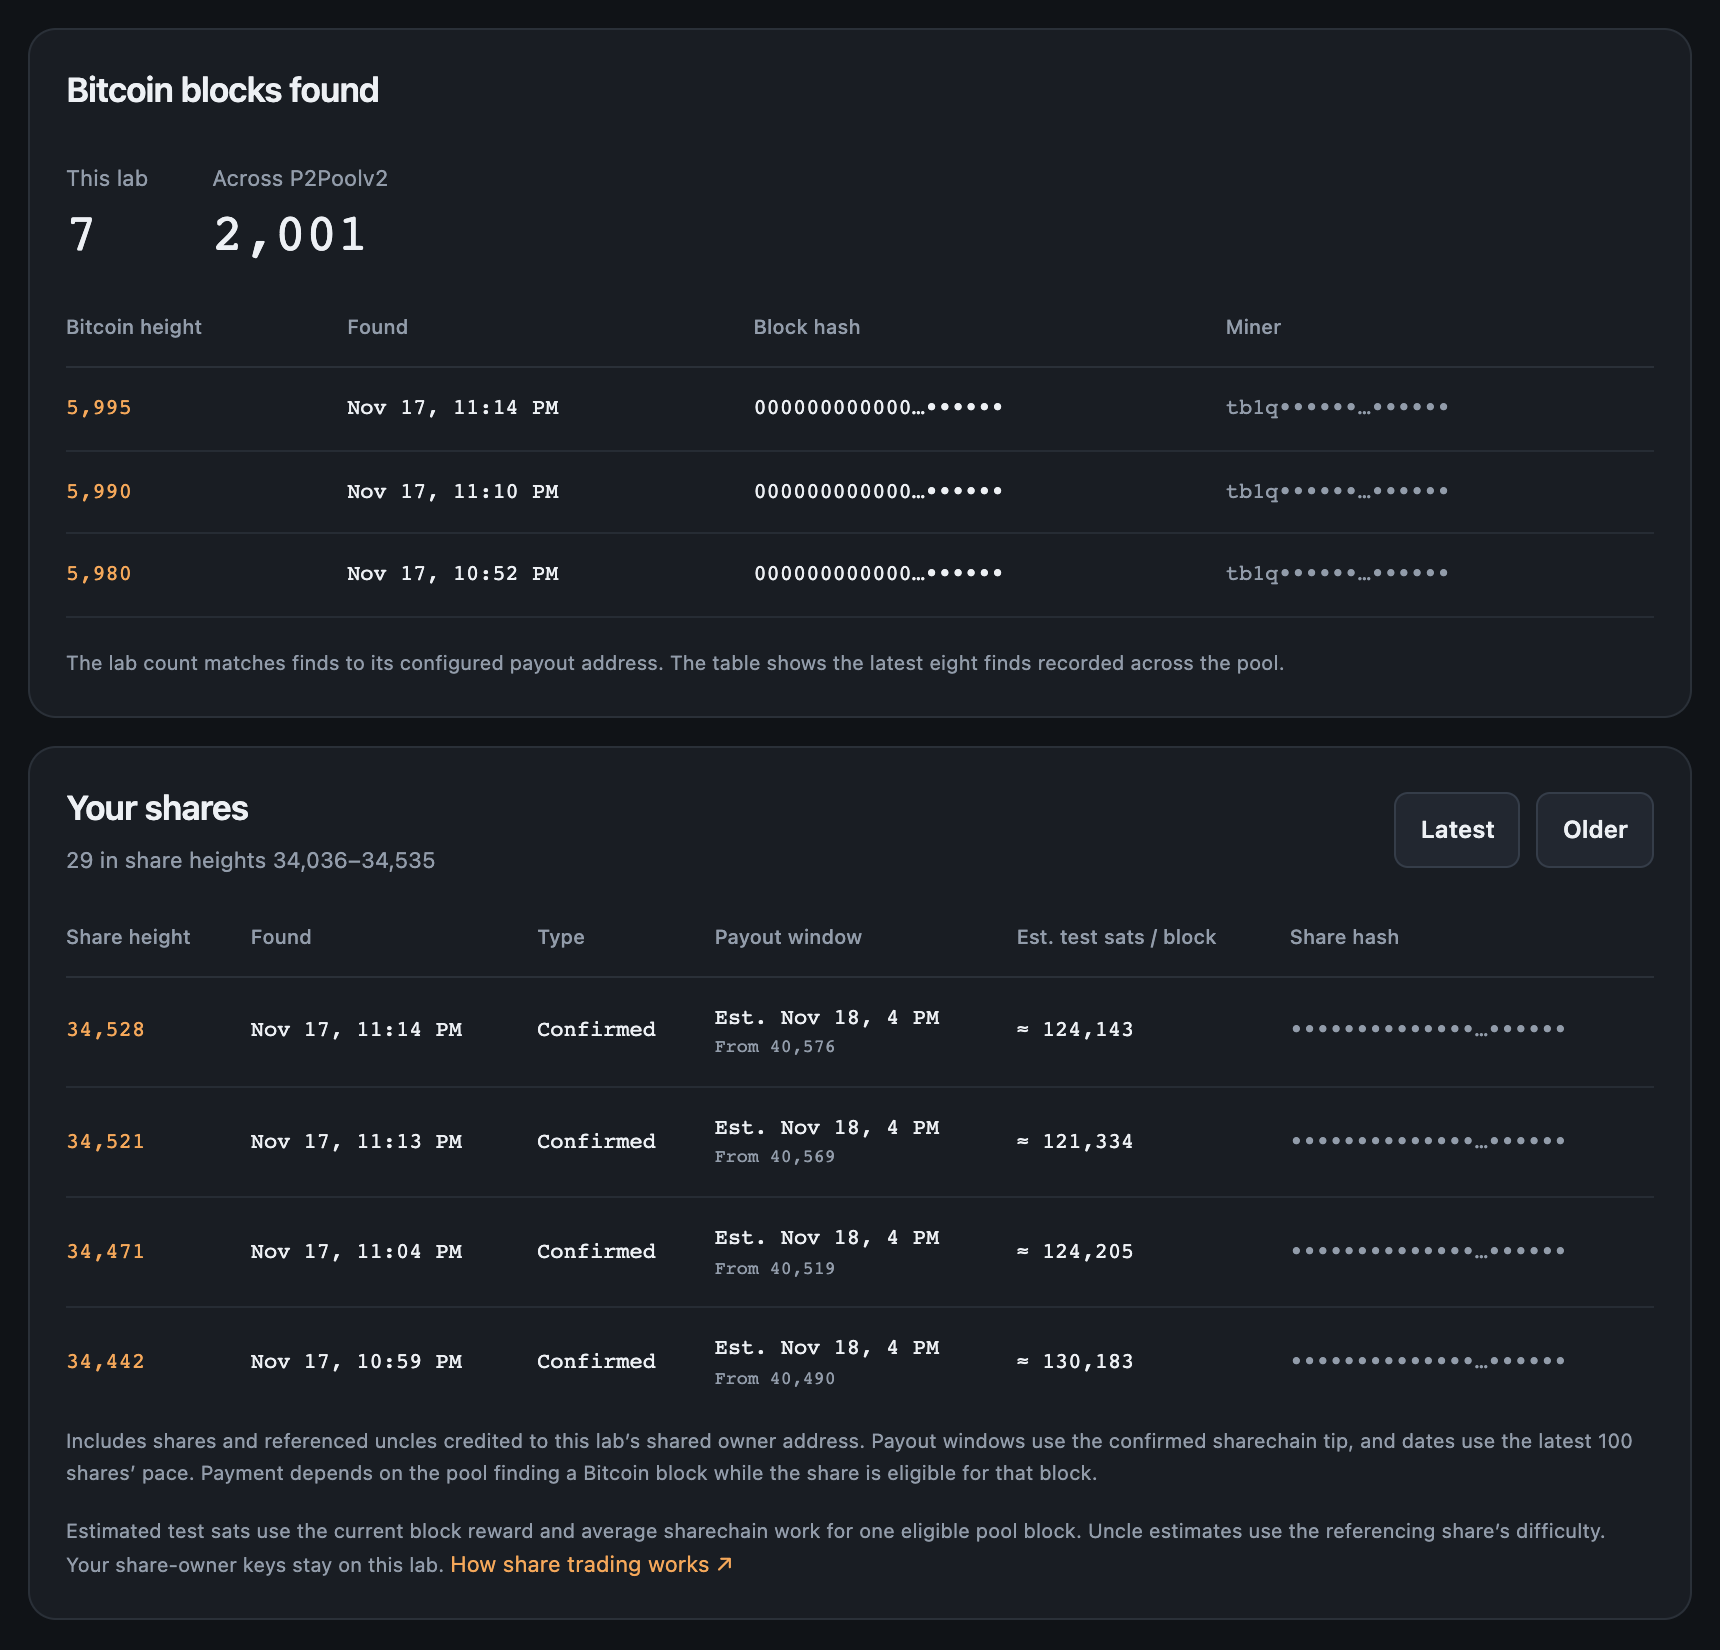 Bitcoin blocks found
This lab Across P2Poolv2
7 2,001
Bitcoin height Found Block hash Miner
5,995 Nov 17, 11:14 PM 000000000000…•••••• tb1q••••••…••••••
5,990 Nov 17, 11:10 PM 000000000000…•••••• tb1q••••••…••••••
5,980 Nov 17, 10:52 PM 000000000000…•••••• tb1q••••••…••••••
The lab count matches finds to its configured payout address. The table shows the latest eight finds recorded across the pool.
Your shares
Latest Older
29 in share heights 34,036–34,535
Share height Found Type Payout window Est. test sats / block Share hash
34,528 Nov 17, 11:14 PM Confirmed Est. Nov 18, 4 PM ≈ 124,143 ••••••••••••••…••••••
From 40,576
34,521 Nov 17, 11:13 PM Confirmed Est. Nov 18, 4 PM ≈ 121,334 ••••••••••••••…••••••
From 40,569
34,471 Nov 17, 11:04 PM Confirmed Est. Nov 18, 4 PM ≈ 124,205 ••••••••••••••…••••••
From 40,519
34,442 Nov 17, 10:59 PM Confirmed Est. Nov 18, 4 PM ≈ 130,183 ••••••••••••••…••••••
From 40,490
Includes shares and referenced uncles credited to this lab’s shared owner address. Payout windows use the confirmed sharechain tip, and dates use the latest 100
shares’ pace. Payment depends on the pool finding a Bitcoin block while the share is eligible for that block.
Estimated test sats use the current block reward and average sharechain work for one eligible pool block. Uncle estimates use the referencing share’s difficulty.
Your share-owner keys stay on this lab. How share trading works ↗